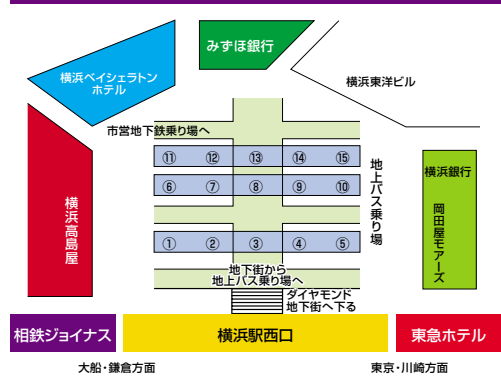 みずほ銀行
横浜ベイシェラトン
ホテル
横浜東洋ビル
市営地下鉄乗り場へ
⑪ ⑫ ⑬ ⑭ ⑮
⑥ ⑦ ⑧ ⑨ ⑩
① ② ③ ④ ⑤
地上バス乗り場
横浜高島屋
横浜銀行
岡田屋モアーズ
地下街から
地上バス乗り場へ
ダイヤモンド
地下街へ下る
相鉄ジョイナス
横浜駅西口
東急ホテル
大船・鎌倉方面
東京・川崎方面